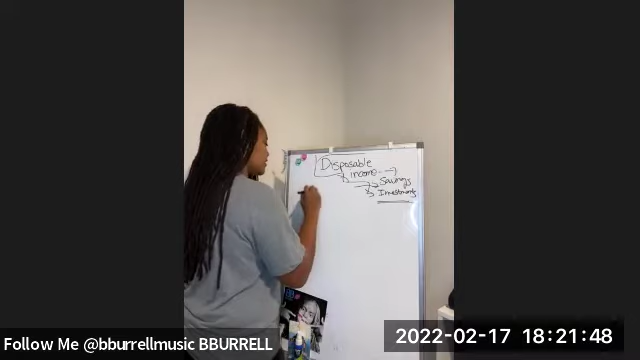 Disposable
income
Savings
Investments
Follow Me @bburrellmusic BBURRELL
2022-02-17 18:21:48